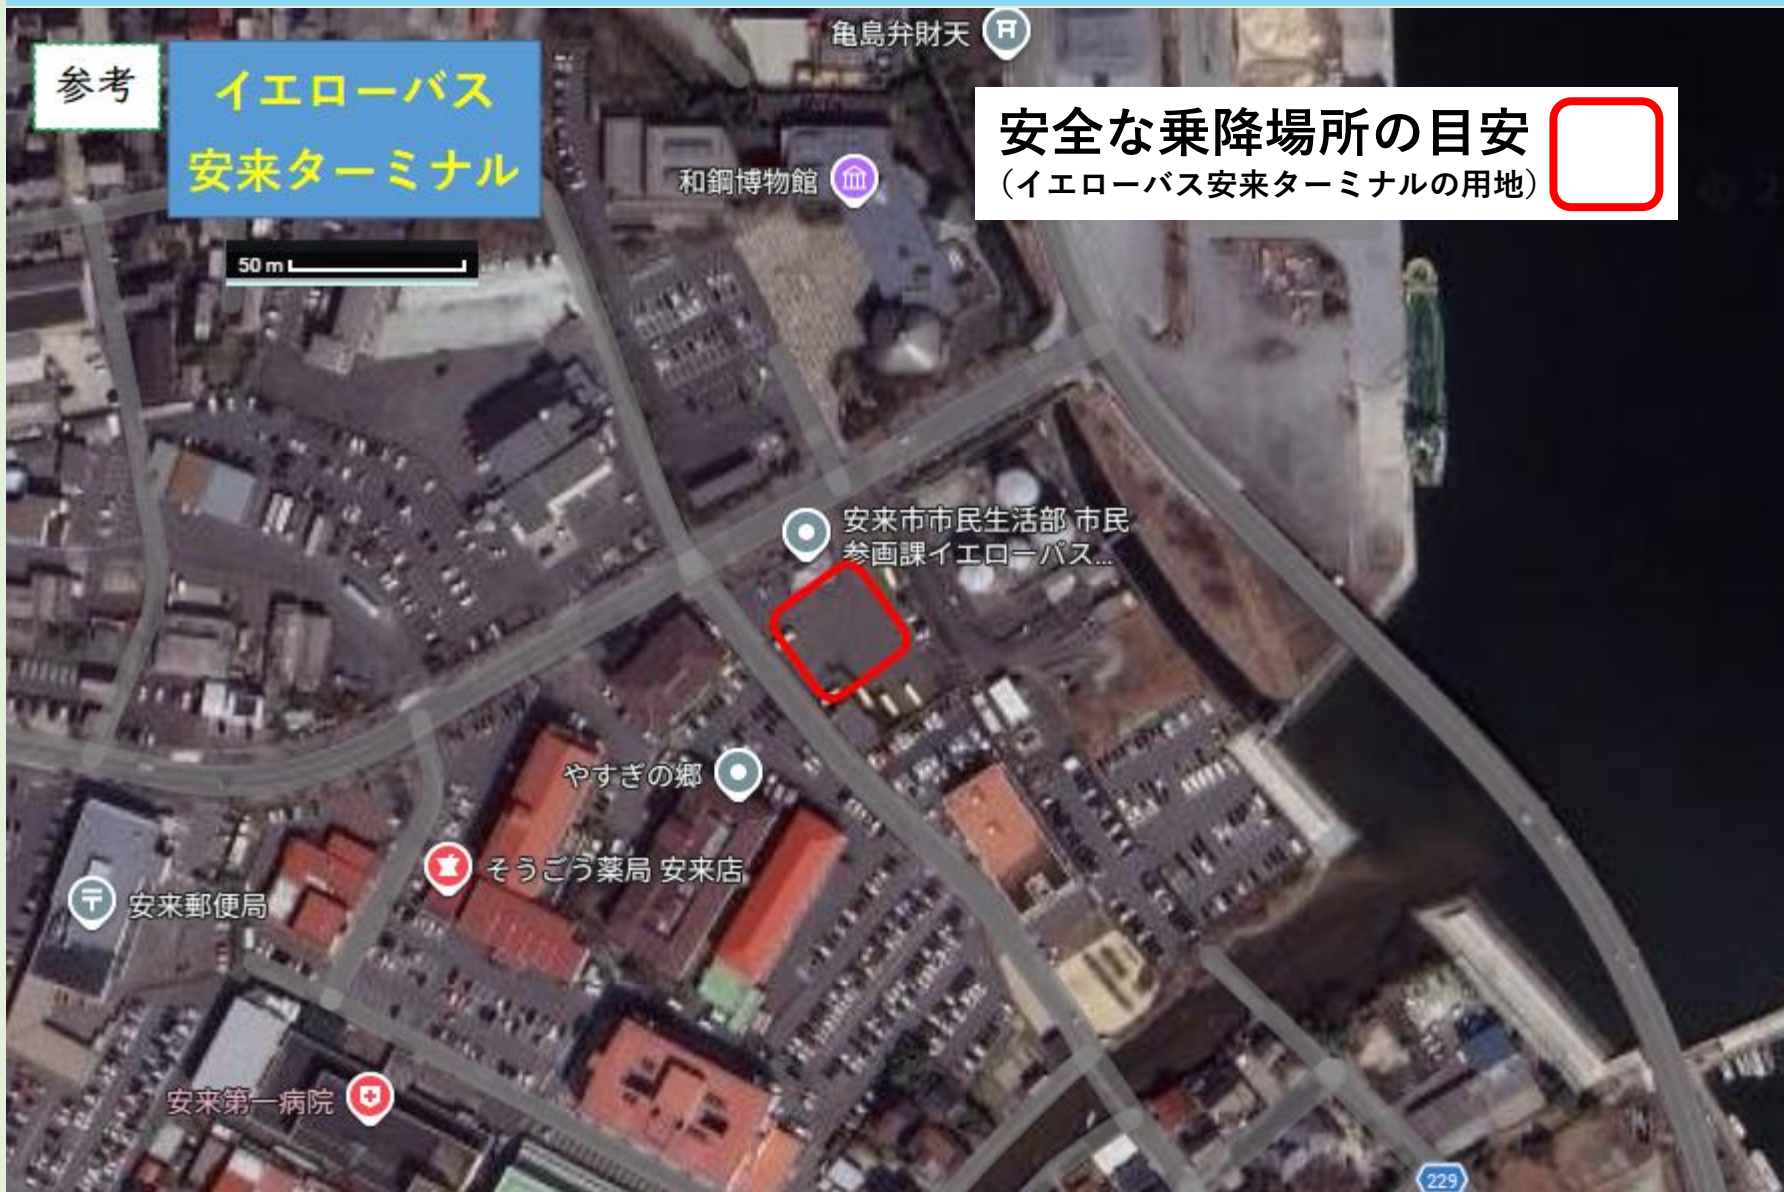 亀島弁財天
参考
イエローバス
安来ターミナル
安全な乗降場所の目安
（イエローバス安来ターミナルの用地）
和鋼博物館
50 m
安来市市民生活部 市民
参画課イエローバス...
やすぎの郷
そうごう薬局 安来店
安来郵便局
安来第一病院
229